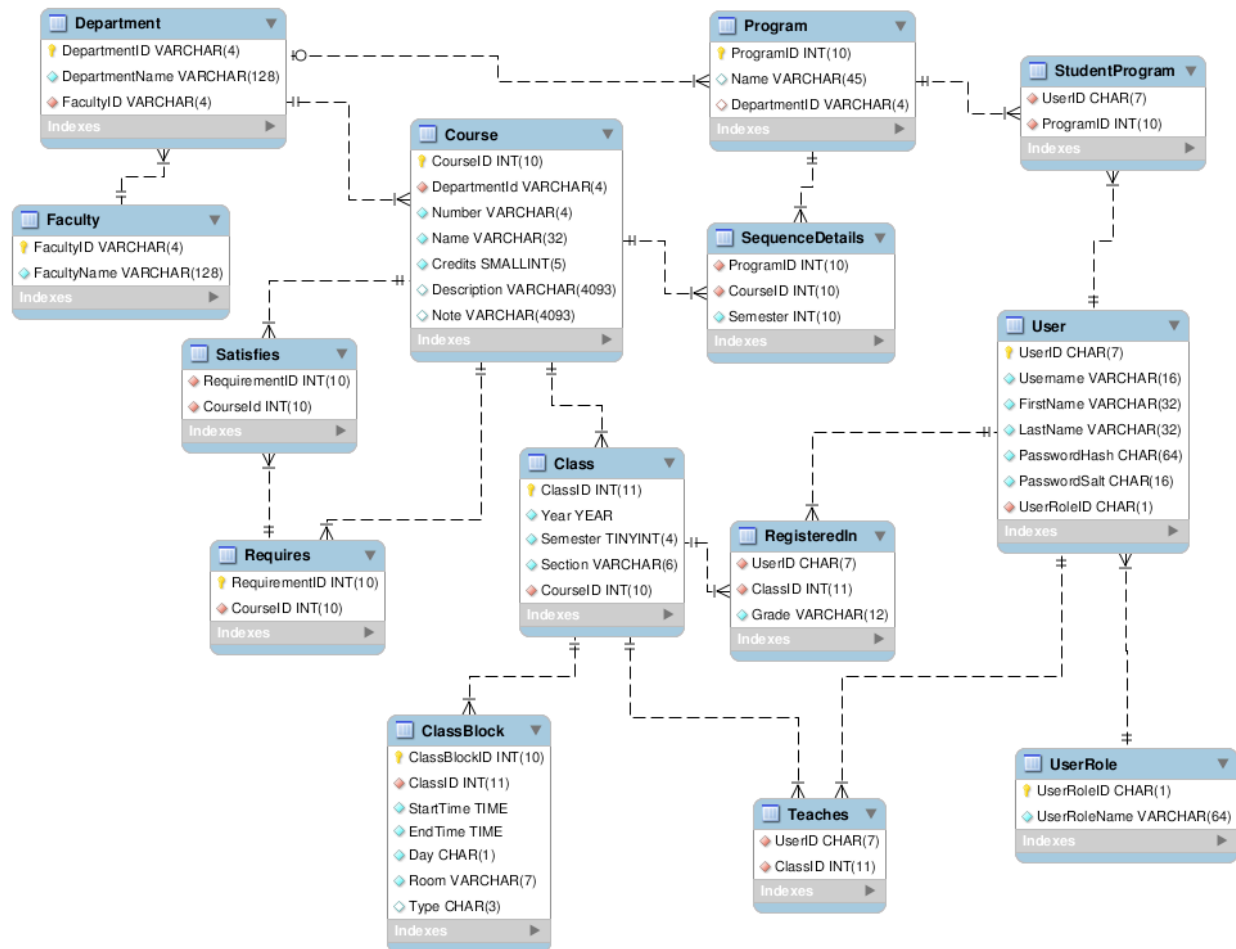 Department
DepartmentID VARCHAR(4)
DepartmentName VARCHAR(128)
FacultyID VARCHAR(4)
Indexes
Program
ProgramID INT(10)
Name VARCHAR(45)
DepartmentID VARCHAR(4)
Indexes
StudentProgram
UserID CHAR(7)
ProgramID INT(10)
Indexes
Course
CourseID INT(10)
DepartmentId VARCHAR(4)
Number VARCHAR(4)
Name VARCHAR(32)
Credits SMALLINT(5)
Description VARCHAR(4093)
Note VARCHAR(4093)
Indexes
Faculty
FacultyID VARCHAR(4)
FacultyName VARCHAR(128)
Indexes
SequenceDetails
ProgramID INT(10)
CourseID INT(10)
Semester INT(10)
Indexes
User
UserID CHAR(7)
Username VARCHAR(16)
FirstName VARCHAR(32)
LastName VARCHAR(32)
PasswordHash CHAR(64)
PasswordSalt CHAR(16)
UserRoleID CHAR(1)
Indexes
Satisfies
RequirementID INT(10)
CourseId INT(10)
Indexes
Class
ClassID INT(11)
Year YEAR
Semester TINYINT(4)
Section VARCHAR(6)
CourseID INT(10)
Indexes
RegisteredIn
UserID CHAR(7)
ClassID INT(11)
Grade VARCHAR(12)
Indexes
Requires
RequirementID INT(10)
CourseID INT(10)
Indexes
ClassBlock
ClassBlockID INT(10)
ClassID INT(11)
StartTime TIME
EndTime TIME
Day CHAR(1)
Room VARCHAR(7)
Type CHAR(3)
Indexes
Teaches
UserID CHAR(7)
ClassID INT(11)
Indexes
UserRole
UserRoleID CHAR(1)
UserRoleName VARCHAR(64)
Indexes